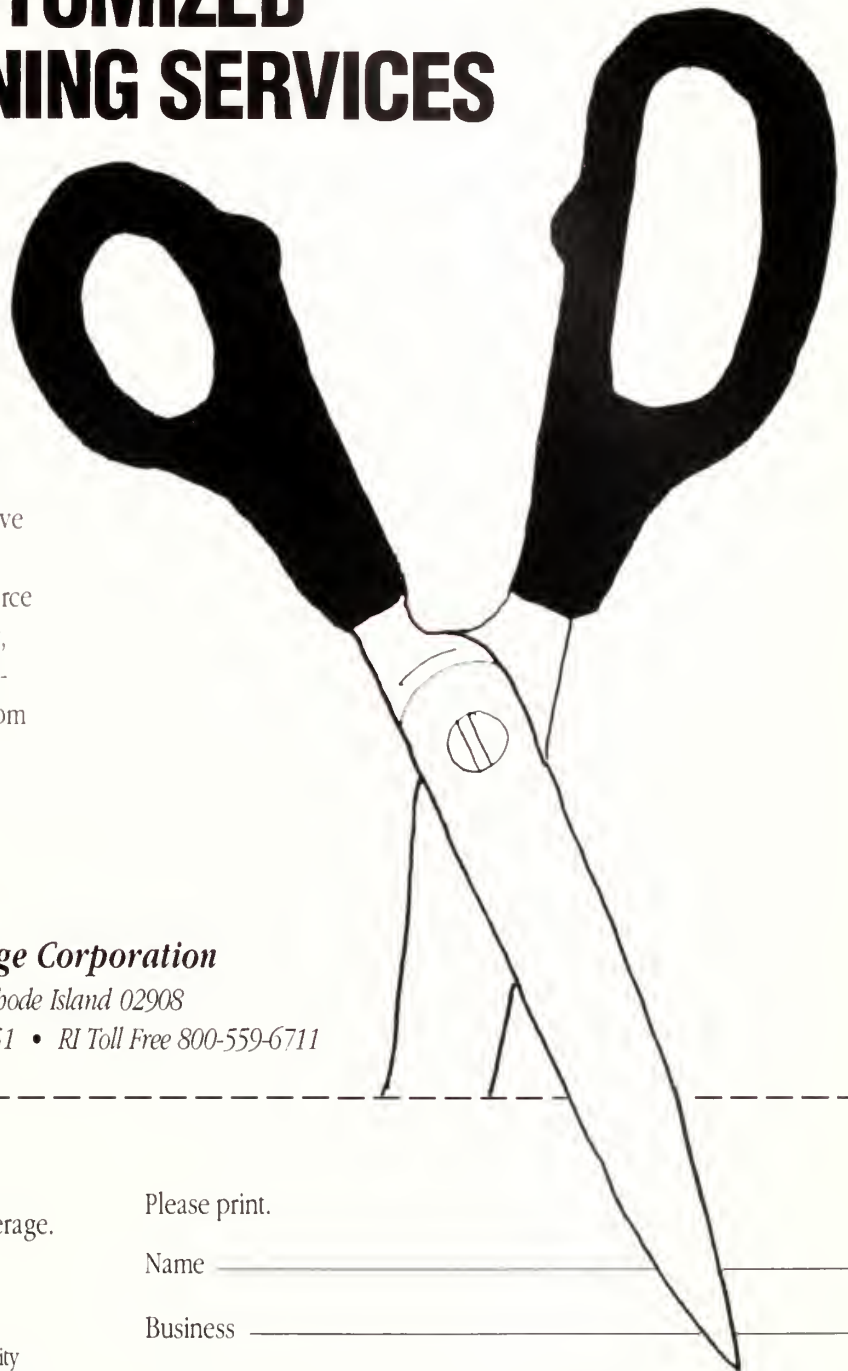 TOMIZED
NING SERVICES
ve
rce
,
-
om
ge Corporation
hode Island 02908
51 • RI Toll Free 800-559-6711
erage.
Please print.
Name
Business
ity